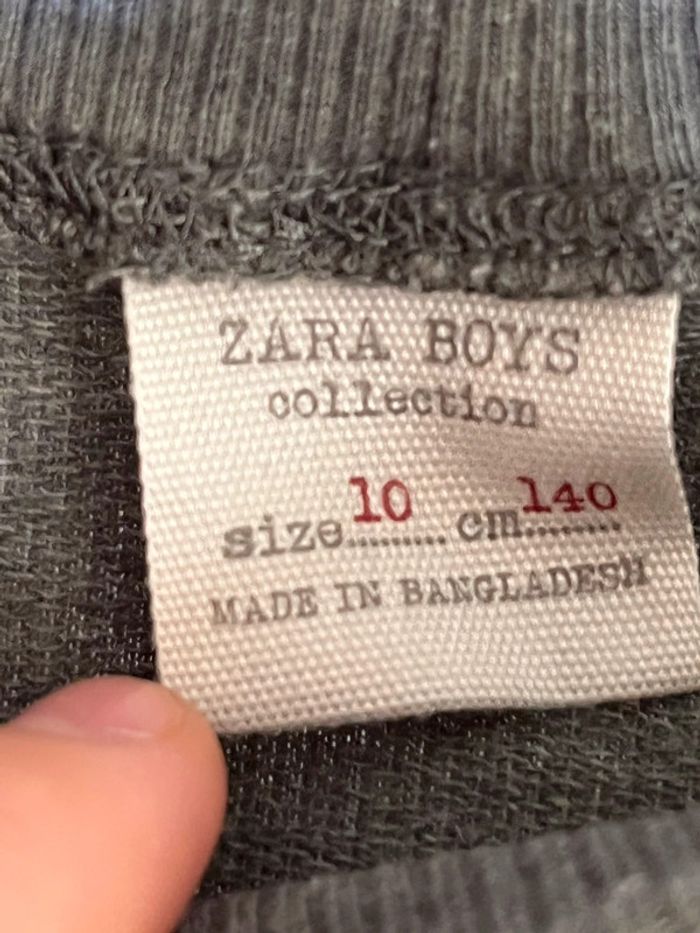 ZARA BOYS
collection
size 10 cm 140
MADE IN BANGLADESH